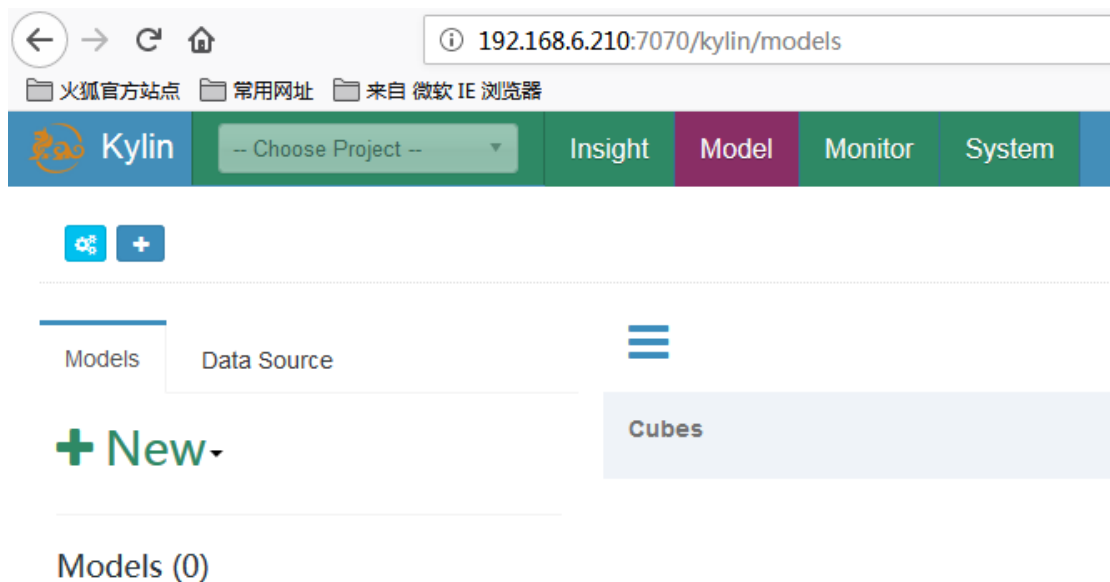 192.168.6.210:7070/kylin/models
火狐官方站点 常用网址 来自 微软 IE 浏览器
Kylin -- Choose Project -- Insight Model Monitor System
Models Data Source
New
Cubes
Models (0)